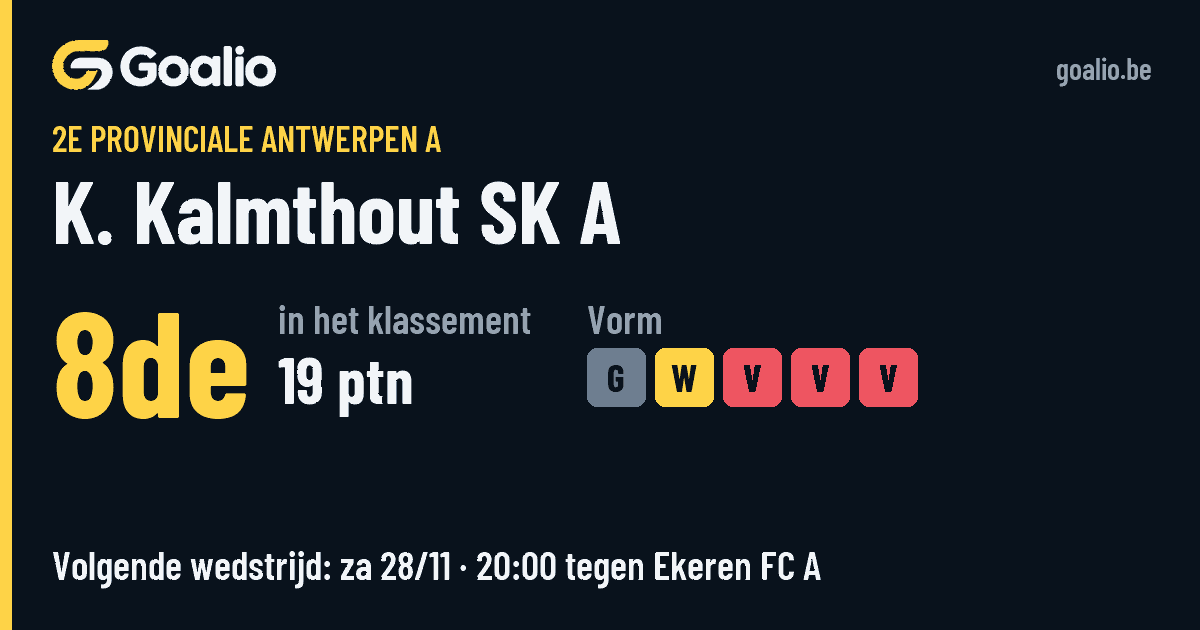 Goalio
goalio.be
2E PROVINCIALE ANTWERPEN A
K. Kalmthout SK A
8de
in het klassement
19 ptn
Vorm
G W V V V
Volgende wedstrijd: za 28/11 · 20:00 tegen Ekeren FC A